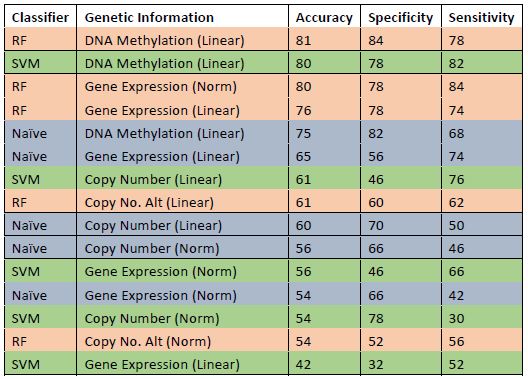 Classifier Genetic Information Accuracy Specificity Sensitivity
RF DNA Methylation (Linear) 81 84 78
SVM DNA Methylation (Linear) 80 78 82
RF Gene Expression (Norm) 80 78 84
RF Gene Expression (Linear) 76 78 74
Naïve DNA Methylation (Linear) 75 82 68
Naïve Gene Expression (Linear) 65 56 74
SVM Copy Number (Linear) 61 46 76
RF Copy No. Alt (Linear) 61 60 62
Naïve Copy Number (Linear) 60 70 50
Naïve Copy Number (Norm) 56 66 46
SVM Gene Expression (Norm) 56 46 66
Naïve Gene Expression (Norm) 54 66 42
SVM Copy Number (Norm) 54 78 30
RF Copy No. Alt (Norm) 54 52 56
SVM Gene Expression (Linear) 42 32 52